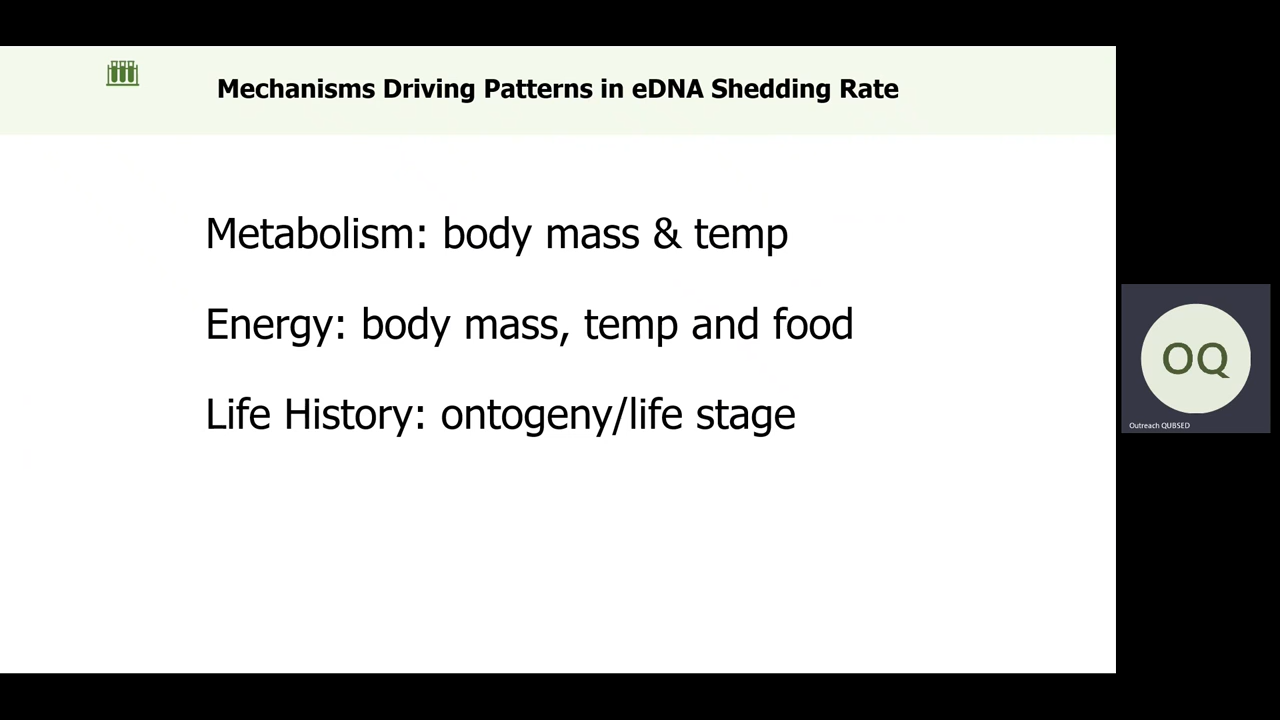 Mechanisms Driving Patterns in eDNA Shedding Rate
Metabolism: body mass & temp
Energy: body mass, temp and food
Life History: ontogeny/life stage
OQ
Outreach QUBSED